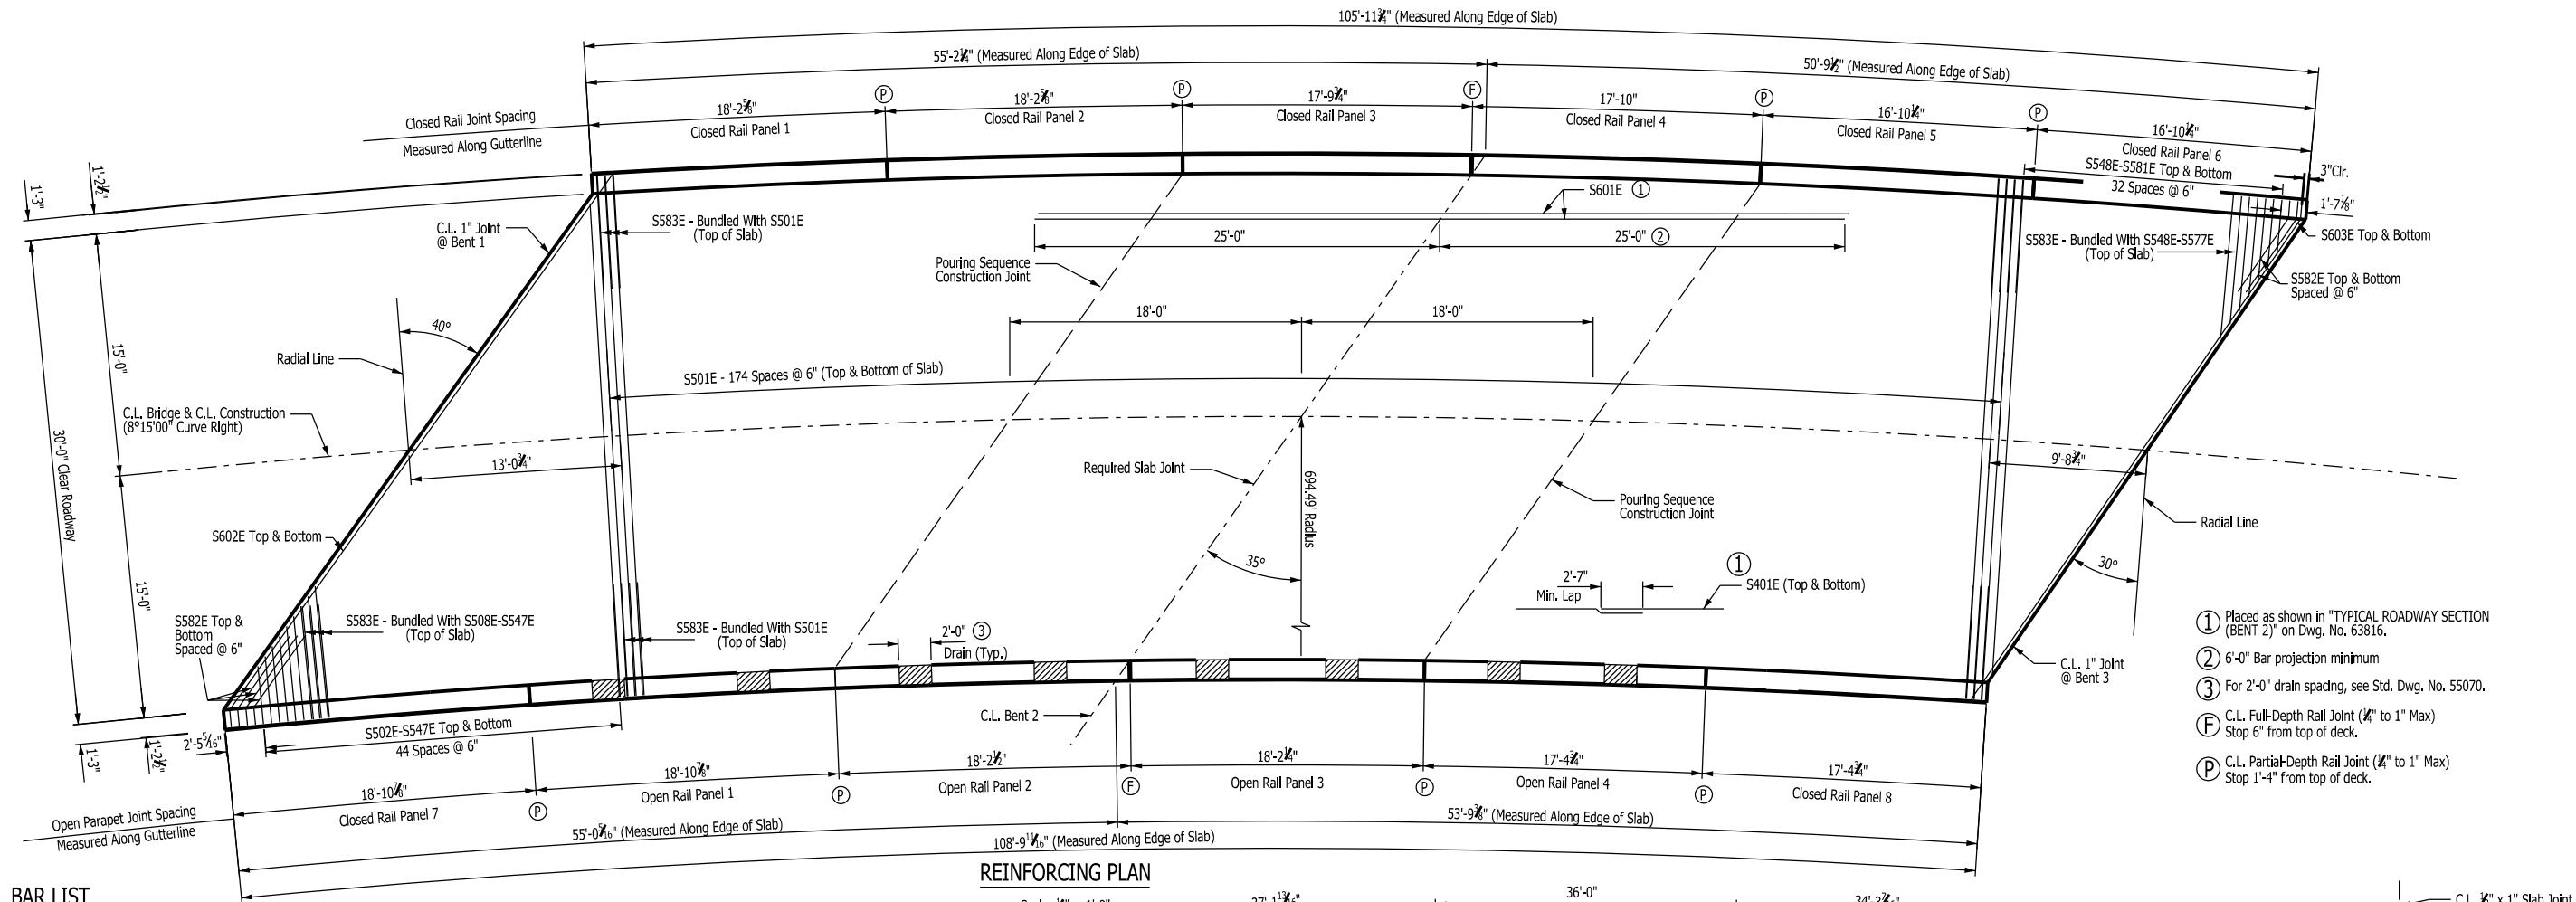 105'-11¾" (Measured Along Edge of Slab)
55'-2¼" (Measured Along Edge of Slab)
50'-9½" (Measured Along Edge of Slab)
18'-2⅝"
Closed Rail Panel 1
P
18'-2⅝"
Closed Rail Panel 2
P
17'-9¾"
Closed Rail Panel 3
F
17'-10"
Closed Rail Panel 4
P
16'-10¼"
Closed Rail Panel 5
P
16'-10¼"
Closed Rail Panel 6
Closed Rail Joint Spacing
Measured Along Gutterline
S548E-S581E Top & Bottom
32 Spaces @ 6"
3"Clr.
1'-7⅛"
1'-3"
1'-2½"
C.L. 1" Joint
@ Bent 1
S583E - Bundled With S501E
(Top of Slab)
S601E 1
25'-0"
25'-0" 2
S583E - Bundled With S548E-S577E
(Top of Slab)
S603E Top & Bottom
S582E Top & Bottom
Spaced @ 6"
Pouring Sequence
Construction Joint
18'-0"
18'-0"
40°
Radial Line
15'-0"
S501E - 174 Spaces @ 6" (Top & Bottom of Slab)
C.L. Bridge & C.L. Construction
(8°15'00" Curve Right)
30'-0" Clear Roadway
13'-0¾"
Required Slab Joint
694.49' Radius
9'-8¾"
Pouring Sequence
Construction Joint
Radial Line
S602E Top & Bottom
15'-0"
35°
30°
2'-7"
Min. Lap
1
S401E (Top & Bottom)
S582E Top &
Bottom
Spaced @ 6"
S583E - Bundled With S508E-S547E
(Top of Slab)
S583E - Bundled With S501E
(Top of Slab)
2'-0" 3
Drain (Typ.)
C.L. 1" Joint
@ Bent 3
1 Placed as shown in "TYPICAL ROADWAY SECTION
(BENT 2)" on Dwg. No. 63816.
2 6'-0" Bar projection minimum
3 For 2'-0" drain spacing, see Std. Dwg. No. 55070.
F C.L. Full-Depth Rail Joint (¼" to 1" Max)
Stop 6" from top of deck.
P C.L. Partial-Depth Rail Joint (¼" to 1" Max)
Stop 1'-4" from top of deck.
C.L. Bent 2
1'-3"
1'-2½"
2'-5⁵⁄₁₆"
S502E-S547E Top & Bottom
44 Spaces @ 6"
18'-10⅞"
Closed Rail Panel 7
P
18'-10⅞"
Open Rail Panel 1
P
18'-2½"
Open Rail Panel 2
F
18'-2¼"
Open Rail Panel 3
P
17'-4¾"
Open Rail Panel 4
P
17'-4¾"
Closed Rail Panel 8
Open Parapet Joint Spacing
Measured Along Gutterline
55'-0⁵⁄₁₆" (Measured Along Edge of Slab)
53'-9⅜" (Measured Along Edge of Slab)
108'-9¹¹⁄₁₆" (Measured Along Edge of Slab)
REINFORCING PLAN
BAR LIST
36'-0"